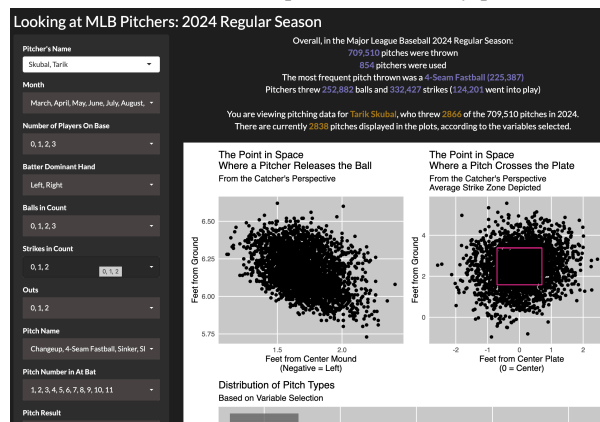 Looking at MLB Pitchers: 2024 Regular Season
Pitcher's Name
Skubal, Tarik
Month
March, April, May, June, July, August,
Number of Players On Base
0, 1, 2, 3
Batter Dominant Hand
Left, Right
Balls in Count
0, 1, 2, 3
Strikes in Count
0, 1, 2
0, 1, 2
Outs
0, 1, 2
Pitch Name
Changeup, 4-Seam Fastball, Sinker, Sl
Pitch Number in At Bat
1, 2, 3, 4, 5, 6, 7, 8, 9, 10, 11
Pitch Result
Overall, in the Major League Baseball 2024 Regular Season:
709,510 pitches were thrown
854 pitchers were used
The most frequent pitch thrown was a 4-Seam Fastball (225,387)
Pitchers threw 252,882 balls and 332,427 strikes (124,201 went into play)
You are viewing pitching data for Tarik Skubal, who threw 2866 of the 709,510 pitches in 2024.
There are currently 2838 pitches displayed in the plots, according to the variables selected.
The Point in Space
Where a Pitcher Releases the Ball
From the Catcher's Perspective
Feet from Ground
6.50
6.25
6.00
5.75
1.5
2.0
Feet from Center Mound
(Negative = Left)
The Point in Space
Where a Pitch Crosses the Plate
From the Catcher's Perspective
Average Strike Zone Depicted
Feet from Ground
4
2
0
-2
-1
0
1
2
Feet from Center Plate
(0 = Center)
Distribution of Pitch Types
Based on Variable Selection